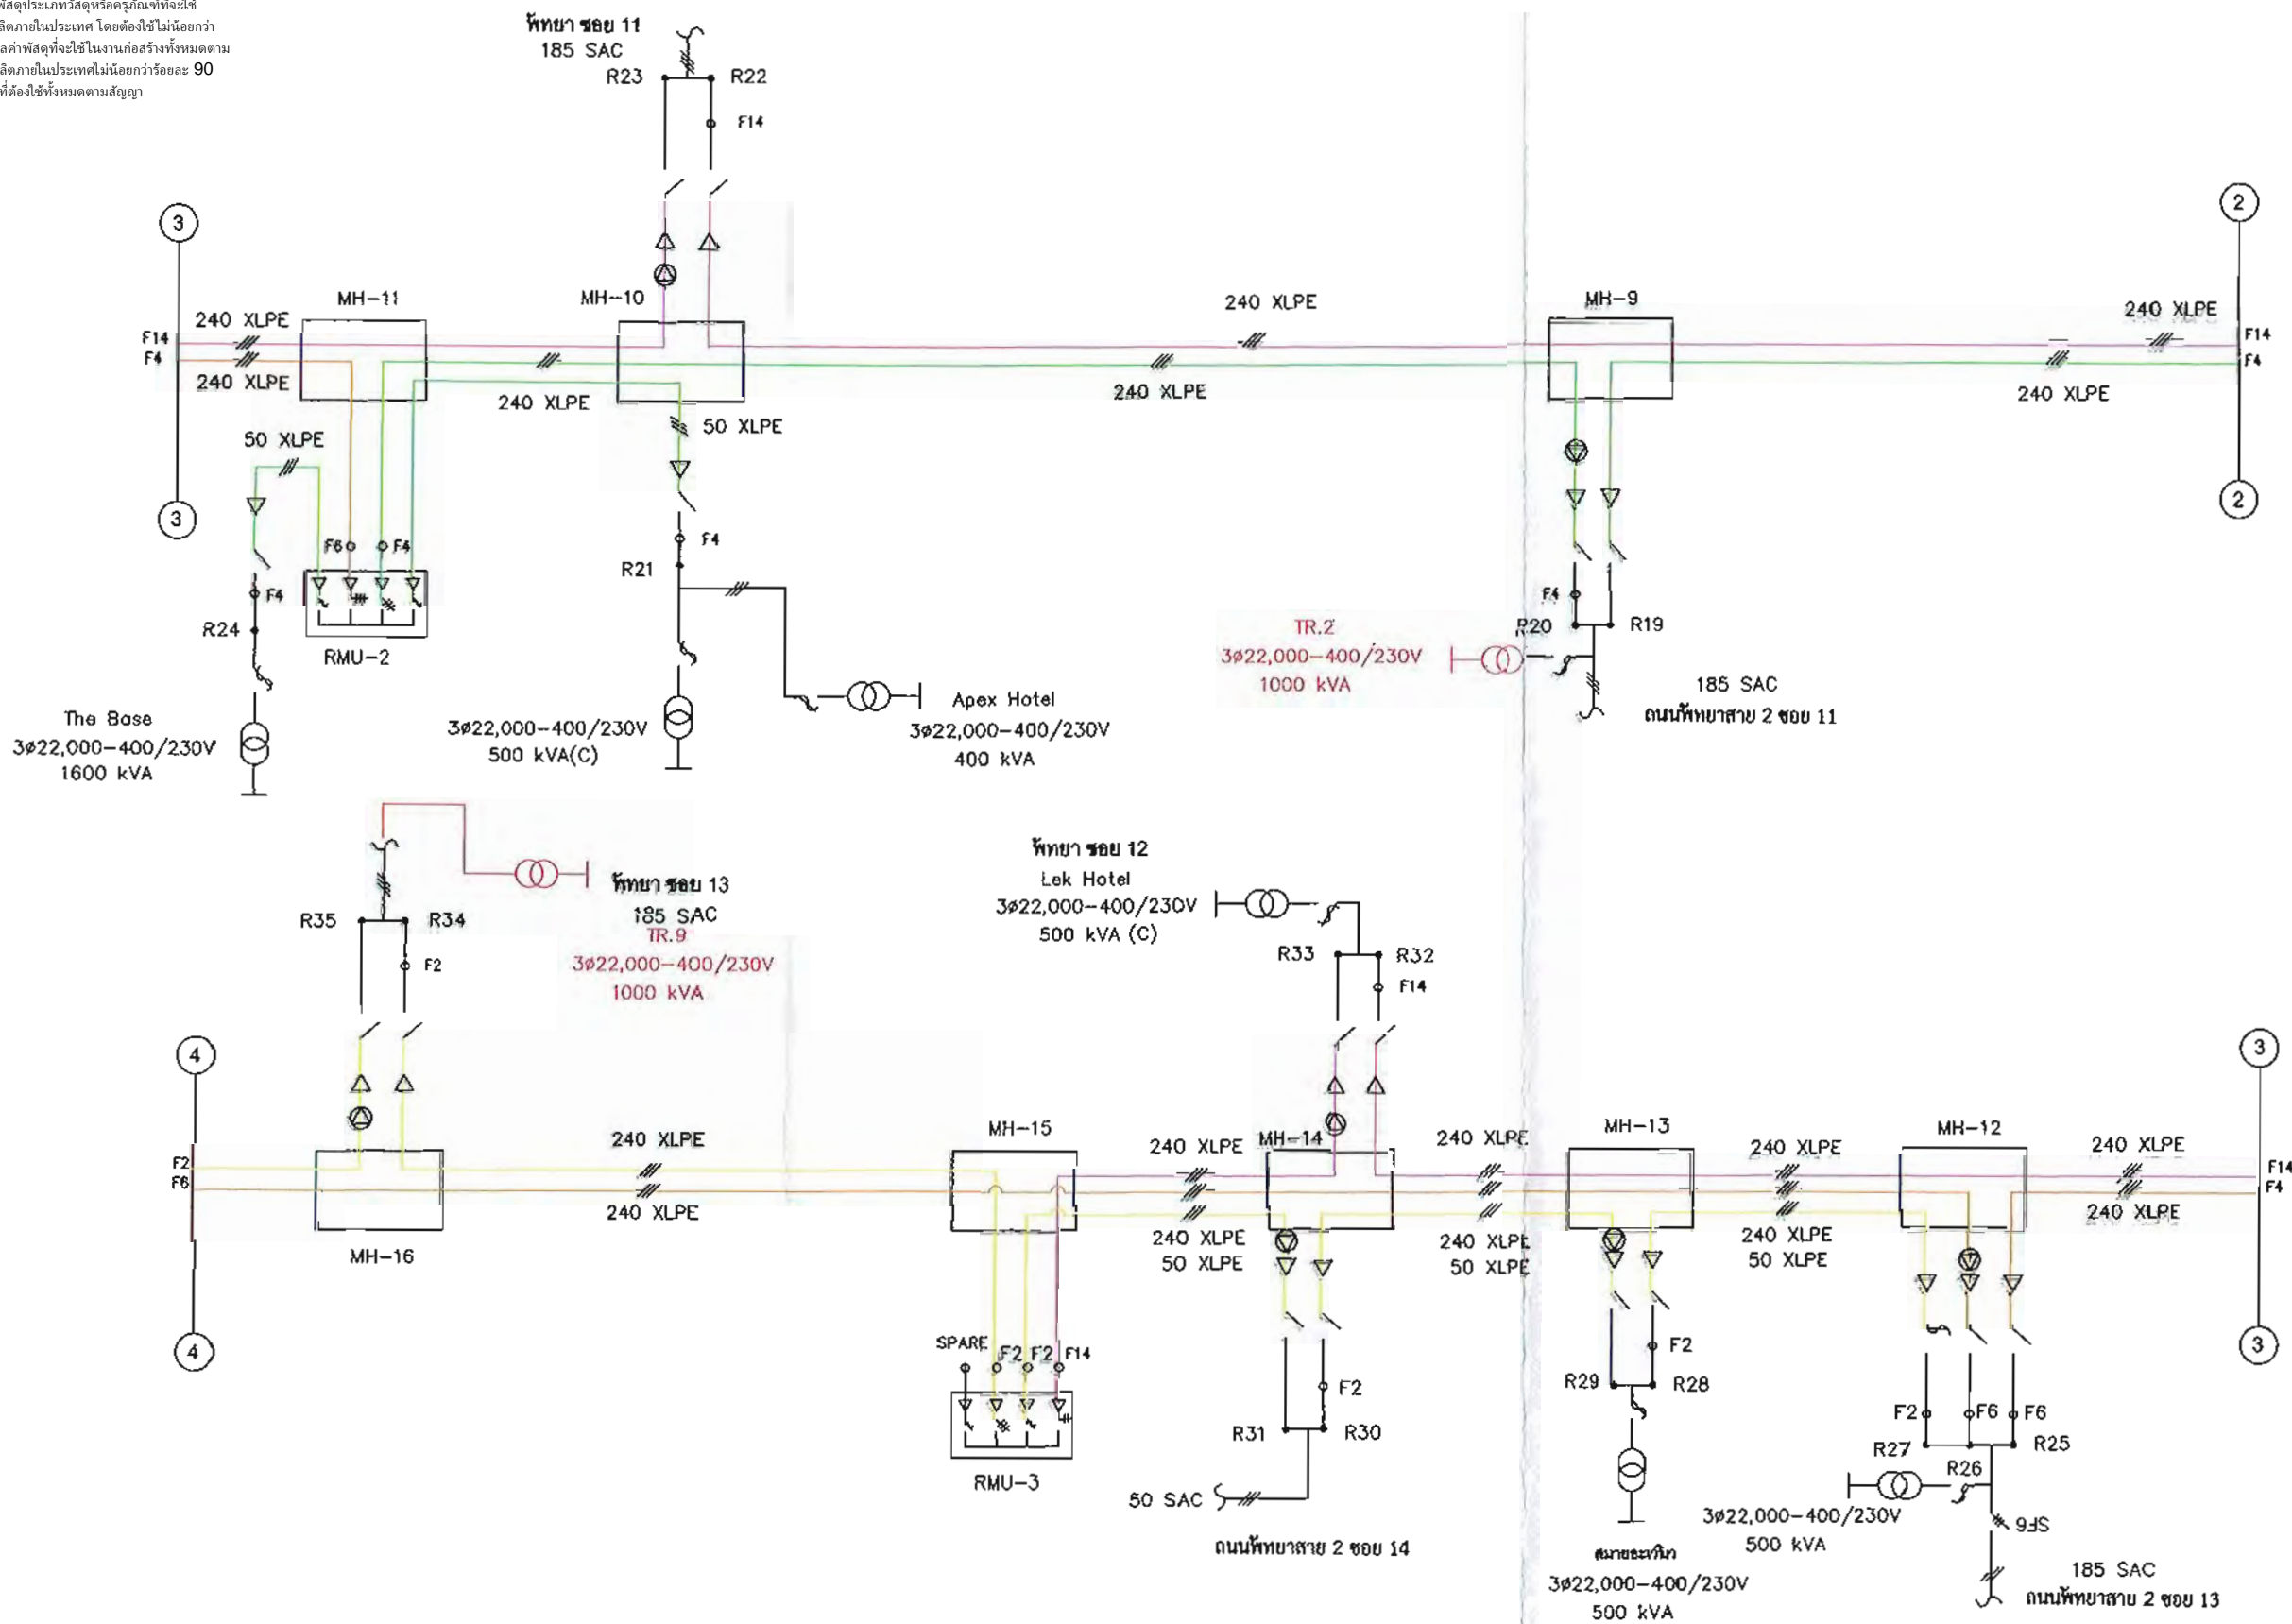 พัสดุประเภทวัสดุหรือครุภัณฑ์ที่จะใช้
ลิตภายในประเทศ โดยต้องใช้ไม่น้อยกว่า
ลค่าพัสดุที่จะใช้ในงานก่อสร้างทั้งหมดตาม
ลิตภายในประเทศไม่น้อยกว่าร้อยละ 90
ที่ต้องใช้ทั้งหมดตามสัญญา
พัทยา ซอย 11
185 SAC
R23
R22
F14
3
2
MH-11
MH-10
240 XLPE
MH-9
240 XLPE
240 XLPE
F14
F4
F14
F4
240 XLPE
240 XLPE
240 XLPE
240 XLPE
50 XLPE
50 XLPE
3
2
F6
F4
F4
F4
R21
F4
R24
RMU-2
TR.2
3ø22,000-400/230V
1000 kVA
R20
R19
185 SAC
ถนนพัทยาสาย 2 ซอย 11
The Base
3ø22,000-400/230V
1600 kVA
3ø22,000-400/230V
500 kVA(C)
Apex Hotel
3ø22,000-400/230V
400 kVA
พัทยา ซอย 13
185 SAC
TR.9
3ø22,000-400/230V
1000 kVA
R35
R34
F2
พัทยา ซอย 12
Lek Hotel
3ø22,000-400/230V
500 kVA (C)
R33
R32
F14
4
3
MH-15
MH-14
MH-13
MH-12
240 XLPE
240 XLPE
240 XLPE
240 XLPE
240 XLPE
F2
F6
F14
F4
240 XLPE
240 XLPE
50 XLPE
240 XLPE
50 XLPE
240 XLPE
50 XLPE
240 XLPE
MH-16
4
3
SPARE
F2
F2
F14
RMU-3
F2
R31
R30
50 SAC
ถนนพัทยาสาย 2 ซอย 14
F2
R29
R28
3ø22,000-400/230V
500 kVA
F2
F6
F6
R27
R26
R25
3ø22,000-400/230V
500 kVA
SF6
185 SAC
ถนนพัทยาสาย 2 ซอย 13